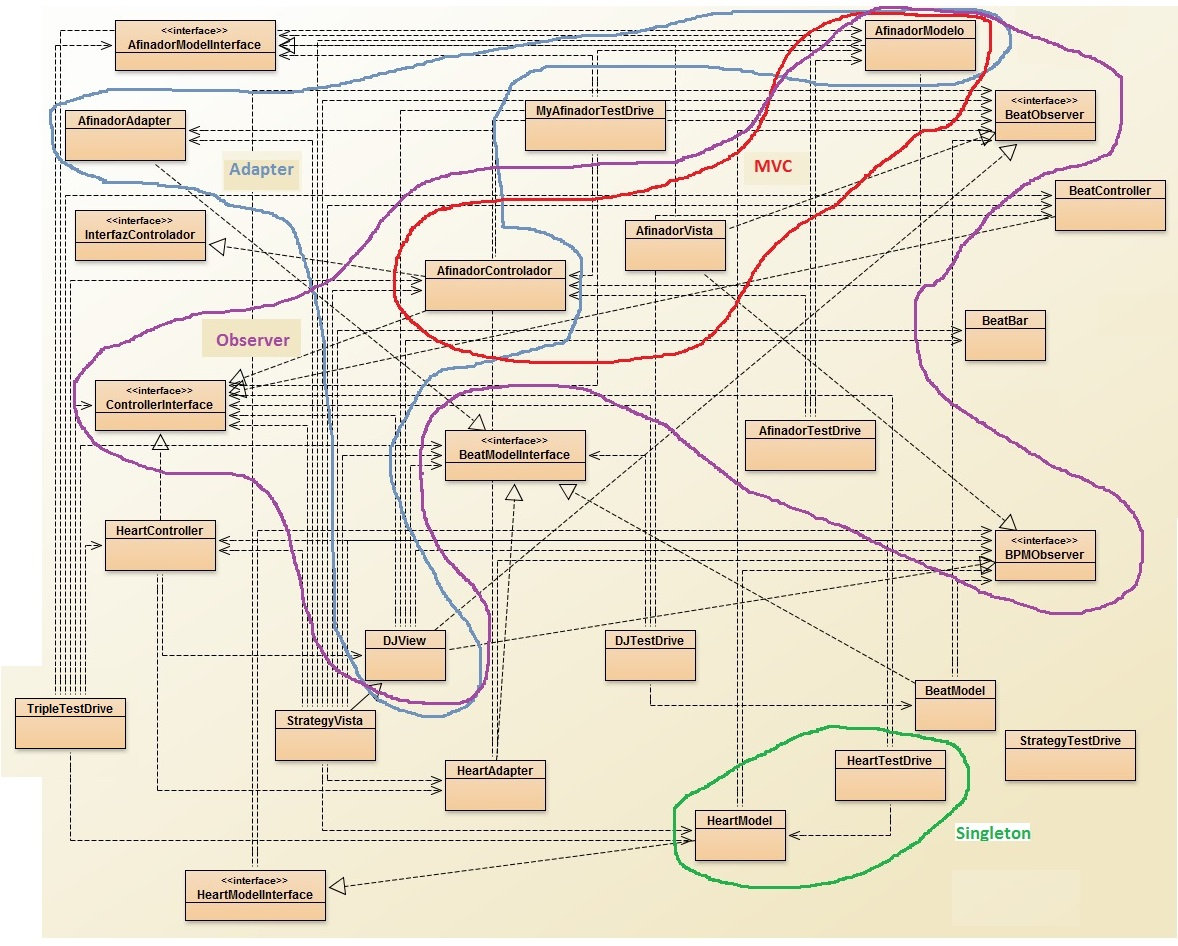 <<interface>>
AfinadorModelInterface
AfinadorModelo
<<interface>>
BeatObserver
MyAfinadorTestDrive
AfinadorAdapter
Adapter
MVC
BeatController
<<interface>>
InterfazControlador
AfinadorVista
AfinadorControlador
BeatBar
Observer
<<interface>>
ControllerInterface
AfinadorTestDrive
<<interface>>
BeatModelInterface
HeartController
<<interface>>
BPMObserver
DJView
DJTestDrive
BeatModel
TripleTestDrive
StrategyVista
StrategyTestDrive
HeartAdapter
HeartTestDrive
HeartModel
Singleton
<<interface>>
HeartModelInterface